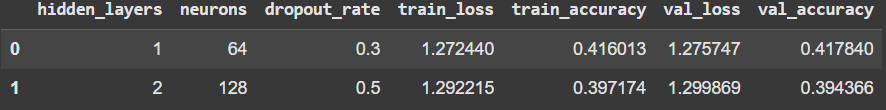 hidden_layers neurons dropout_rate train_loss train_accuracy val_loss val_accuracy
0 1 64 0.3 1.272440 0.416013 1.275747 0.417840
1 2 128 0.5 1.292215 0.397174 1.299869 0.394366